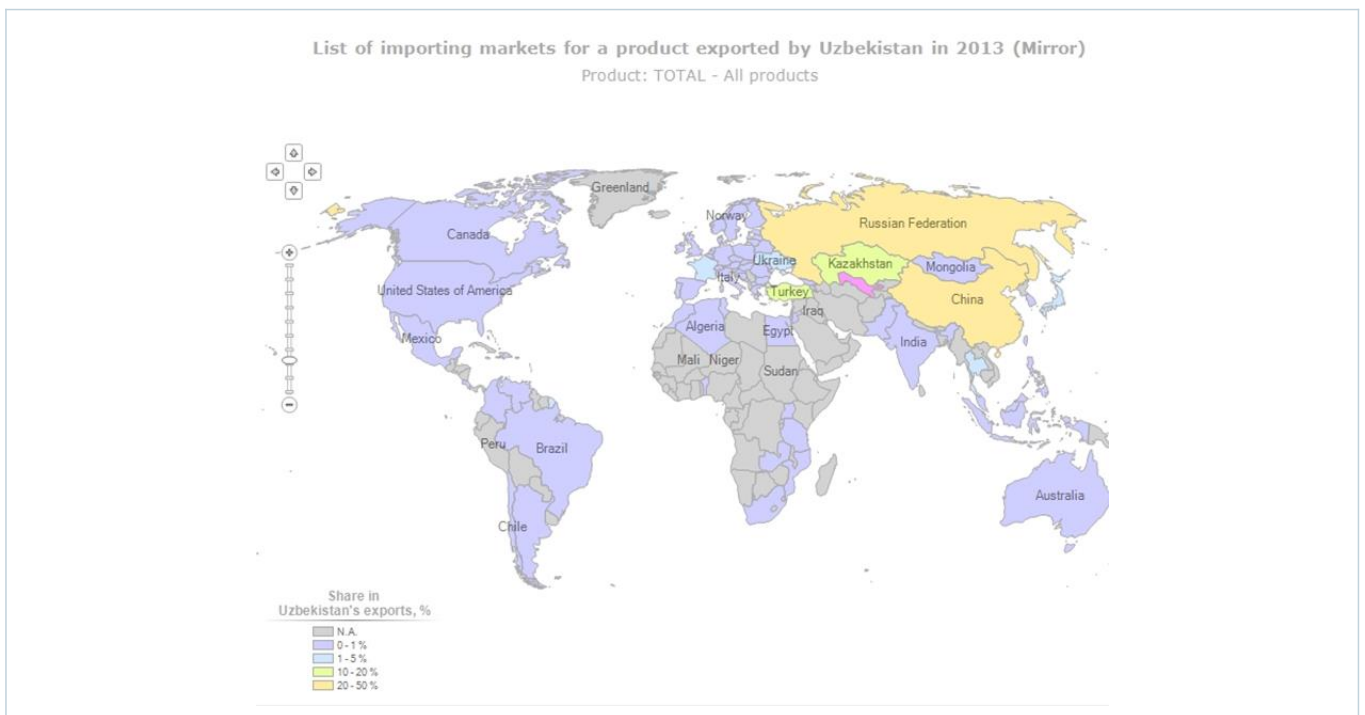 List of importing markets for a product exported by Uzbekistan in 2013 (Mirror)
Product: TOTAL - All products
Greenland
Norway
Russian Federation
Canada
Ukraine
Kazakhstan
Mongolia
Italy
United States of America
Turkey
China
Iraq
Algeria
Egypt
Mexico
India
Mali
Niger
Sudan
Peru
Brazil
Australia
Chile
Share in
Uzbekistan's exports, %
N.A.
0-1%
1-5%
10-20%
20-50%